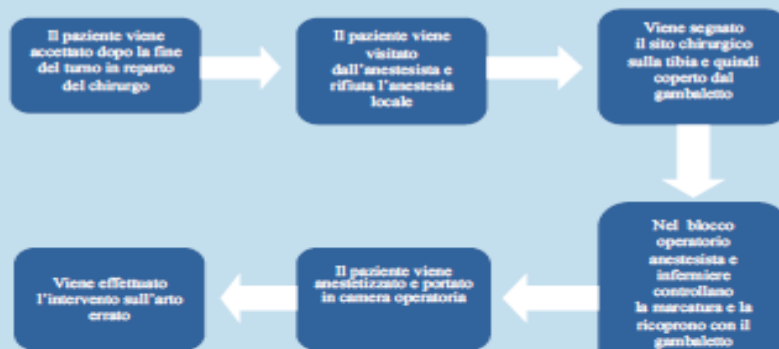 Il paziente viene
accettato dopo la fine
del turno in reparto
del chirurgo
Il paziente viene
visitato
dall'anestesista e
rifiuta l'anestesia
locale
Viene segnato
il sito chirurgico
sulla tibia e quindi
coperto dal
gambaletto
Nel blocco
operatorio
anestesista e
infermiere
controllano
la marcatura e la
ricoprono con il
gambaletto
Il paziente viene
anestetizzato e portato
in camera operatoria
Viene effettuato
l'intervento sull'arto
errato